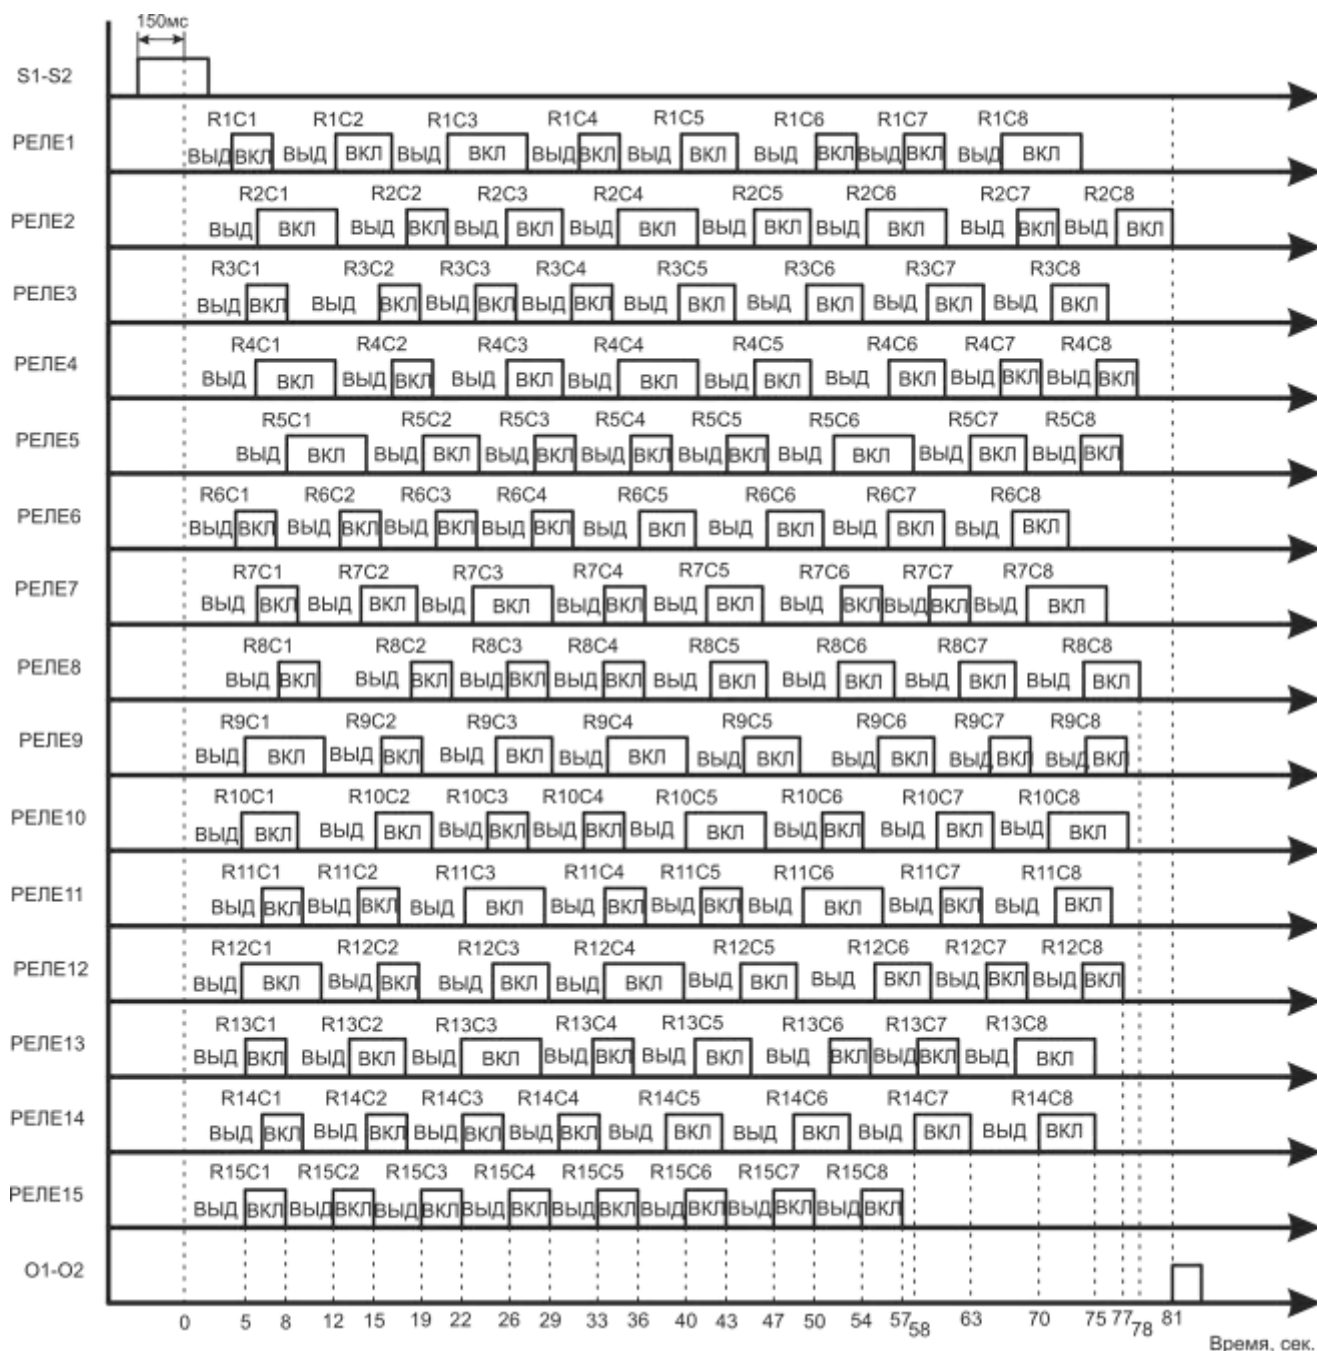 150мс
S1-S2
R1C1 R1C2 R1C3 R1C4 R1C5 R1C6 R1C7 R1C8
РЕЛЕ1 ВЫД ВКЛ ВЫД ВКЛ ВЫД ВКЛ ВЫД ВКЛ ВЫД ВКЛ ВЫД ВКЛ ВЫД ВКЛ ВЫД ВКЛ
R2C1 R2C2 R2C3 R2C4 R2C5 R2C6 R2C7 R2C8
РЕЛЕ2 ВЫД ВКЛ ВЫД ВКЛ ВЫД ВКЛ ВЫД ВКЛ ВЫД ВКЛ ВЫД ВКЛ ВЫД ВКЛ ВЫД ВКЛ
R3C1 R3C2 R3C3 R3C4 R3C5 R3C6 R3C7 R3C8
РЕЛЕ3 ВЫД ВКЛ ВЫД ВКЛ ВЫД ВКЛ ВЫД ВКЛ ВЫД ВКЛ ВЫД ВКЛ ВЫД ВКЛ ВЫД ВКЛ
R4C1 R4C2 R4C3 R4C4 R4C5 R4C6 R4C7 R4C8
РЕЛЕ4 ВЫД ВКЛ ВЫД ВКЛ ВЫД ВКЛ ВЫД ВКЛ ВЫД ВКЛ ВЫД ВКЛ ВЫД ВКЛ ВЫД ВКЛ
R5C1 R5C2 R5C3 R5C4 R5C5 R5C6 R5C7 R5C8
РЕЛЕ5 ВЫД ВКЛ ВЫД ВКЛ ВЫД ВКЛ ВЫД ВКЛ ВЫД ВКЛ ВЫД ВКЛ ВЫД ВКЛ ВЫД ВКЛ
R6C1 R6C2 R6C3 R6C4 R6C5 R6C6 R6C7 R6C8
РЕЛЕ6 ВЫД ВКЛ ВЫД ВКЛ ВЫД ВКЛ ВЫД ВКЛ ВЫД ВКЛ ВЫД ВКЛ ВЫД ВКЛ ВЫД ВКЛ
R7C1 R7C2 R7C3 R7C4 R7C5 R7C6 R7C7 R7C8
РЕЛЕ7 ВЫД ВКЛ ВЫД ВКЛ ВЫД ВКЛ ВЫД ВКЛ ВЫД ВКЛ ВЫД ВКЛ ВЫД ВКЛ ВЫД ВКЛ
R8C1 R8C2 R8C3 R8C4 R8C5 R8C6 R8C7 R8C8
РЕЛЕ8 ВЫД ВКЛ ВЫД ВКЛ ВЫД ВКЛ ВЫД ВКЛ ВЫД ВКЛ ВЫД ВКЛ ВЫД ВКЛ ВЫД ВКЛ
R9C1 R9C2 R9C3 R9C4 R9C5 R9C6 R9C7 R9C8
РЕЛЕ9 ВЫД ВКЛ ВЫД ВКЛ ВЫД ВКЛ ВЫД ВКЛ ВЫД ВКЛ ВЫД ВКЛ ВЫД ВКЛ ВЫД ВКЛ
R10C1 R10C2 R10C3 R10C4 R10C5 R10C6 R10C7 R10C8
РЕЛЕ10 ВЫД ВКЛ ВЫД ВКЛ ВЫД ВКЛ ВЫД ВКЛ ВЫД ВКЛ ВЫД ВКЛ ВЫД ВКЛ ВЫД ВКЛ
R11C1 R11C2 R11C3 R11C4 R11C5 R11C6 R11C7 R11C8
РЕЛЕ11 ВЫД ВКЛ ВЫД ВКЛ ВЫД ВКЛ ВЫД ВКЛ ВЫД ВКЛ ВЫД ВКЛ ВЫД ВКЛ ВЫД ВКЛ
R12C1 R12C2 R12C3 R12C4 R12C5 R12C6 R12C7 R12C8
РЕЛЕ12 ВЫД ВКЛ ВЫД ВКЛ ВЫД ВКЛ ВЫД ВКЛ ВЫД ВКЛ ВЫД ВКЛ ВЫД ВКЛ ВЫД ВКЛ
R13C1 R13C2 R13C3 R13C4 R13C5 R13C6 R13C7 R13C8
РЕЛЕ13 ВЫД ВКЛ ВЫД ВКЛ ВЫД ВКЛ ВЫД ВКЛ ВЫД ВКЛ ВЫД ВКЛ ВЫД ВКЛ ВЫД ВКЛ
R14C1 R14C2 R14C3 R14C4 R14C5 R14C6 R14C7 R14C8
РЕЛЕ14 ВЫД ВКЛ ВЫД ВКЛ ВЫД ВКЛ ВЫД ВКЛ ВЫД ВКЛ ВЫД ВКЛ ВЫД ВКЛ ВЫД ВКЛ
R15C1 R15C2 R15C3 R15C4 R15C5 R15C6 R15C7 R15C8
РЕЛЕ15 ВЫД ВКЛ ВЫД ВКЛ ВЫД ВКЛ ВЫД ВКЛ ВЫД ВКЛ ВЫД ВКЛ ВЫД ВКЛ ВЫД ВКЛ
O1-O2
0 5 8 12 15 19 22 26 29 33 36 40 43 47 50 54 57 58 63 70 75 77 78 81
Время, сек.